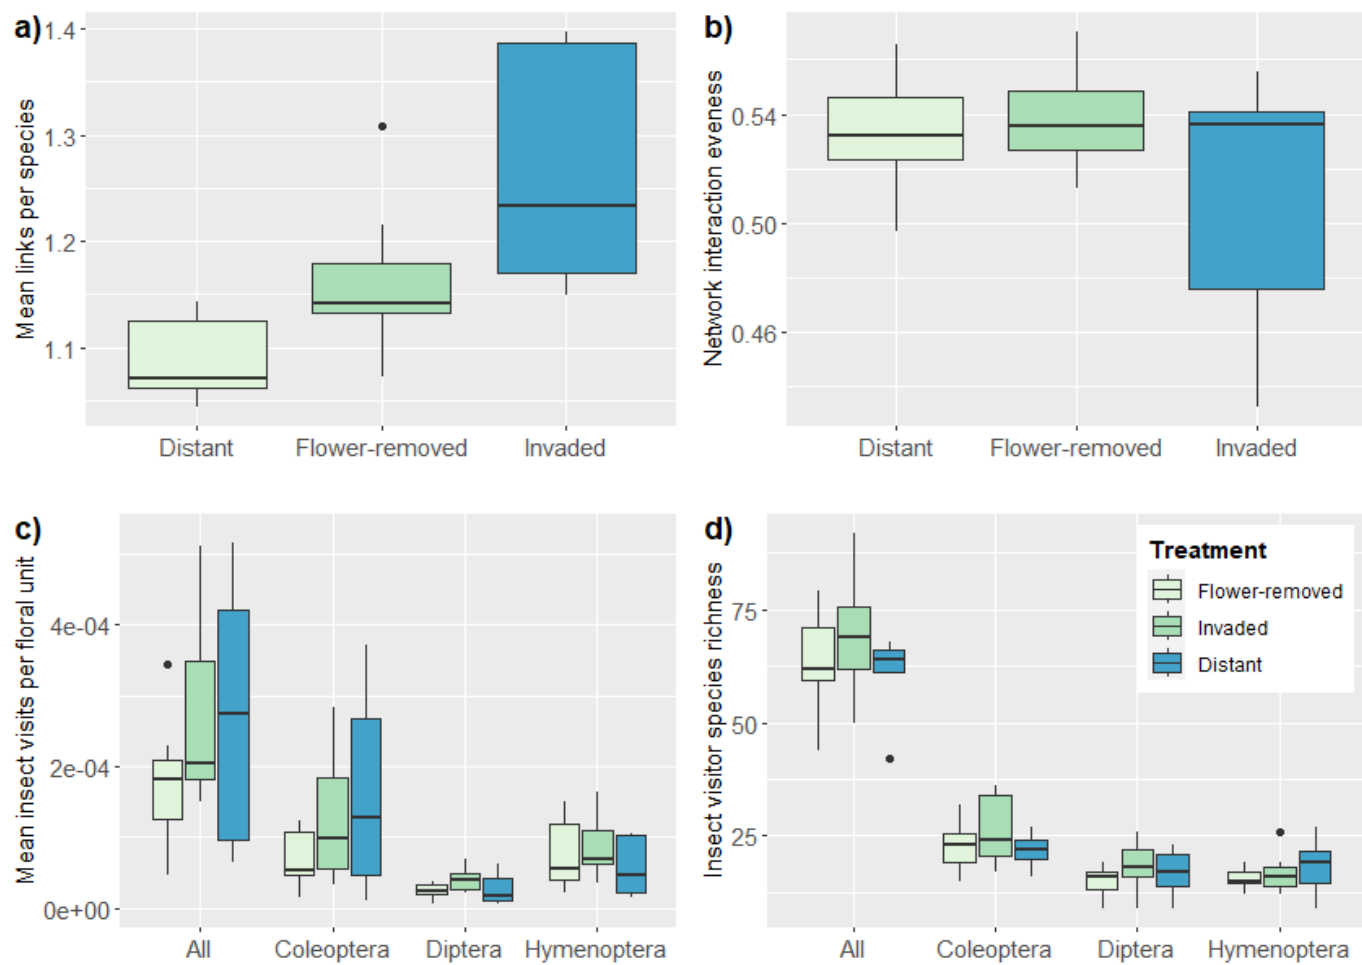 a)
Mean links per species
1.4
1.3
1.2
1.1
Distant Flower-removed Invaded
b)
Network interaction eveness
0.54
0.50
0.46
Distant Flower-removed Invaded
c)
Mean insect visits per floral unit
4e-04
2e-04
0e+00
All Coleoptera Diptera Hymenoptera
d)
Insect visitor species richness
75
50
25
All Coleoptera Diptera Hymenoptera
Treatment
Flower-removed
Invaded
Distant